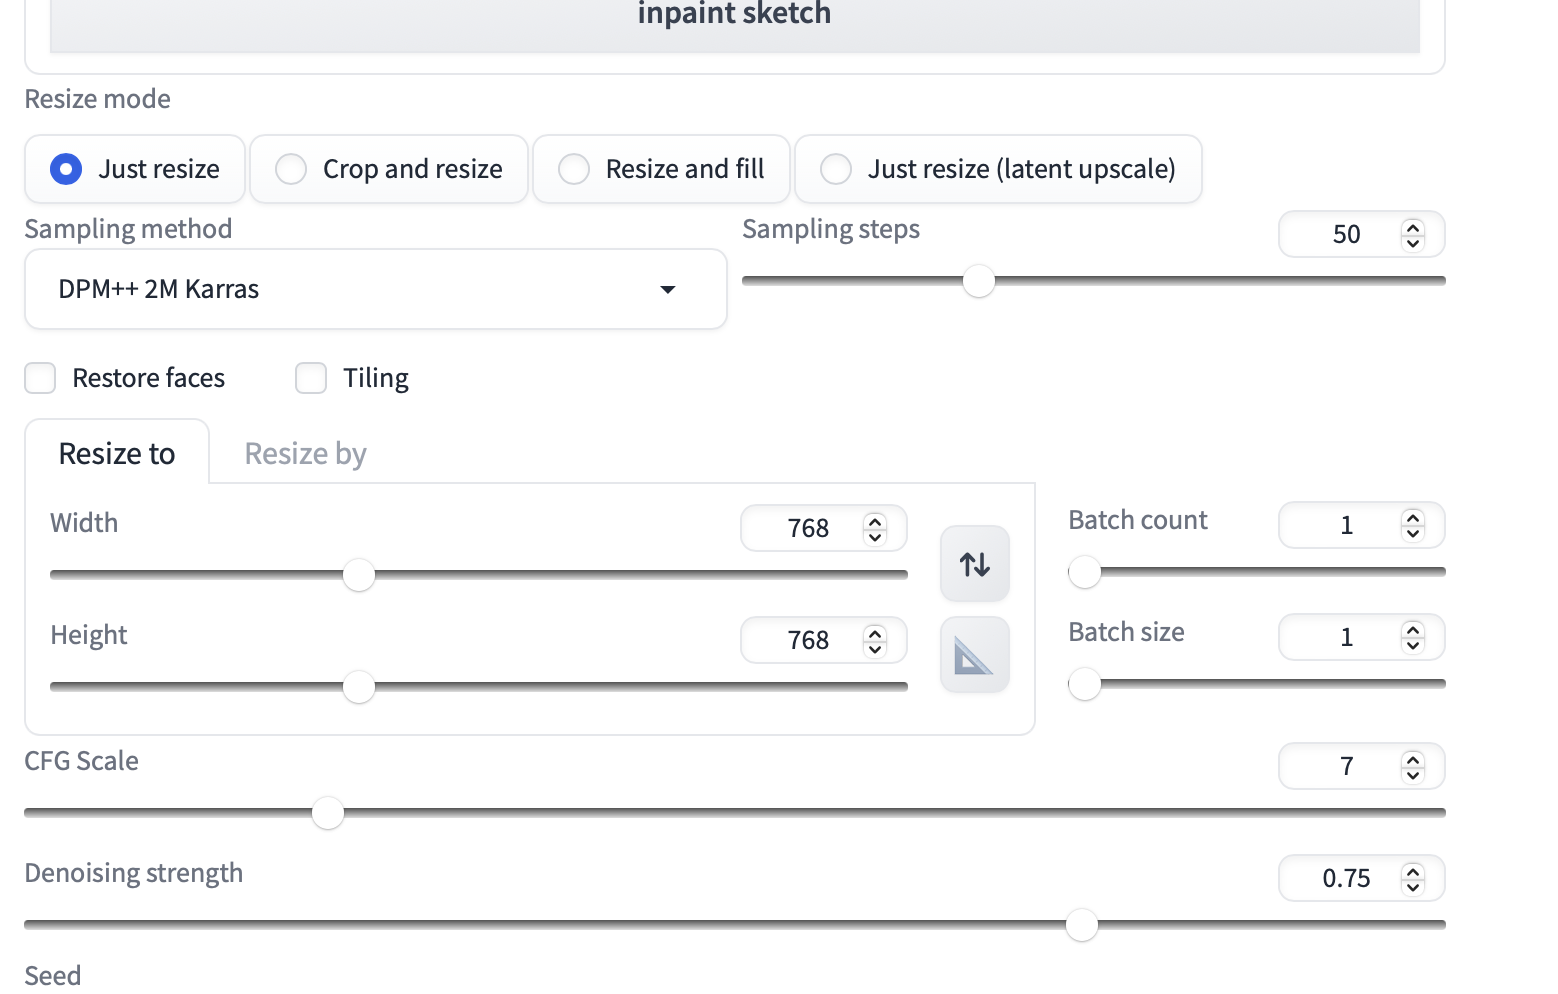 inpaint sketch
Resize mode
Just resize
Crop and resize
Resize and fill
Just resize (latent upscale)
Sampling method
Sampling steps
50
DPM++ 2M Karras
Restore faces
Tiling
Resize to
Resize by
Width
768
Height
768
Batch count
1
Batch size
1
CFG Scale
7
Denoising strength
0.75
Seed